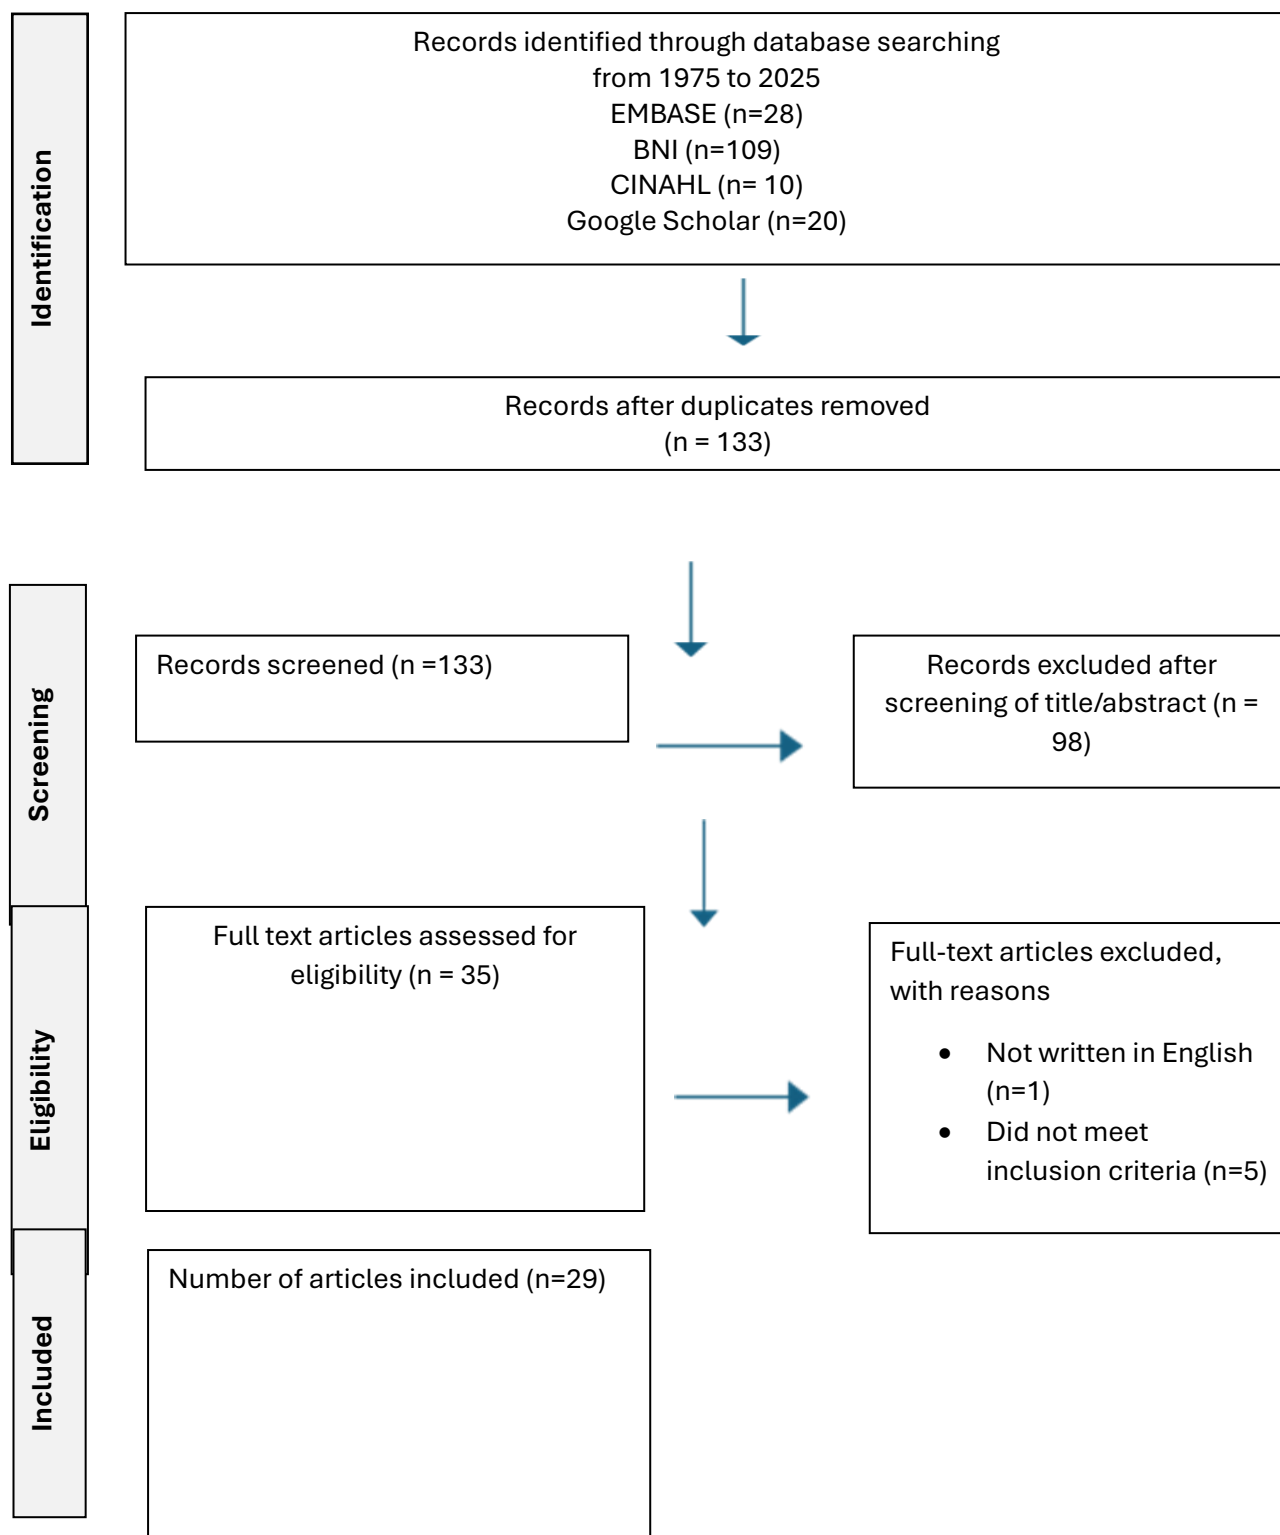 Identification
Records identified through database searching
from 1975 to 2025
EMBASE (n=28)
BNI (n=109)
CINAHL (n= 10)
Google Scholar (n=20)
Records after duplicates removed
(n = 133)
Screening
Records screened (n =133)
Records excluded after
screening of title/abstract (n =
98)
Eligibility
Full text articles assessed for
eligibility (n = 35)
Full-text articles excluded,
with reasons
• Not written in English
(n=1)
• Did not meet
inclusion criteria (n=5)
Included
Number of articles included (n=29)